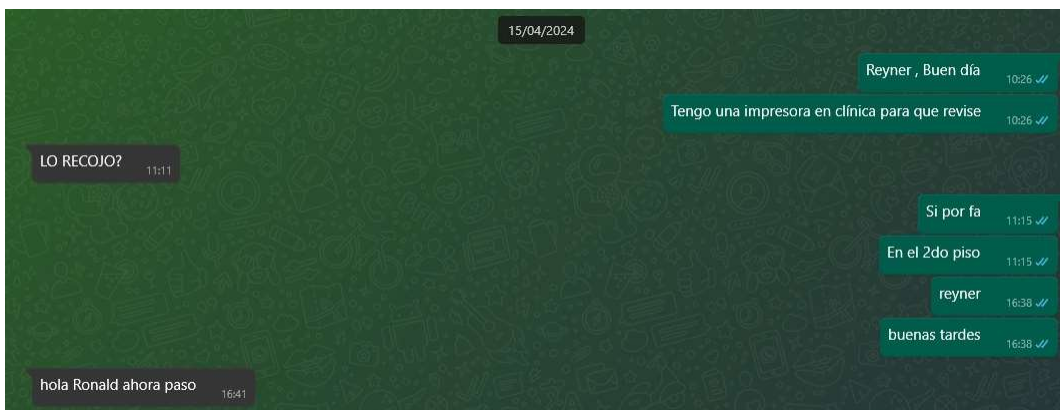 15/04/2024
Reyner , Buen día 10:26
Tengo una impresora en clínica para que revise 10:26
LO RECOJO? 11:11
Si por fa 11:15
En el 2do piso 11:15
reyner 16:38
buenas tardes 16:38
hola Ronald ahora paso 16:41